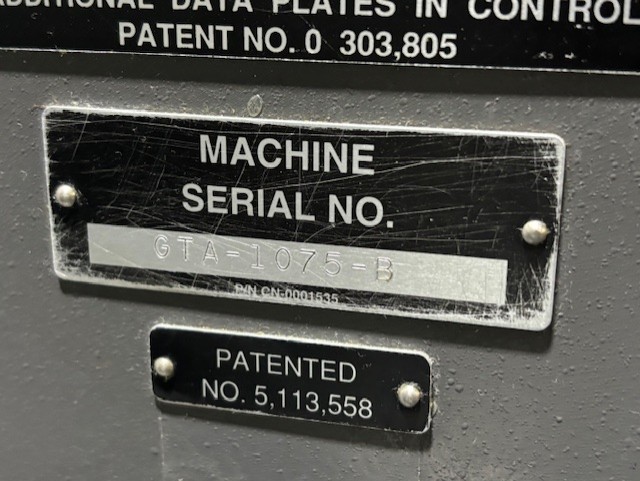 ADDITIONAL DATA PLATES IN CONTROL
PATENT NO. 0 303,805
MACHINE
SERIAL NO.
GTA-1075-B
P/N CN-0001535
PATENTED
NO. 5,113,558